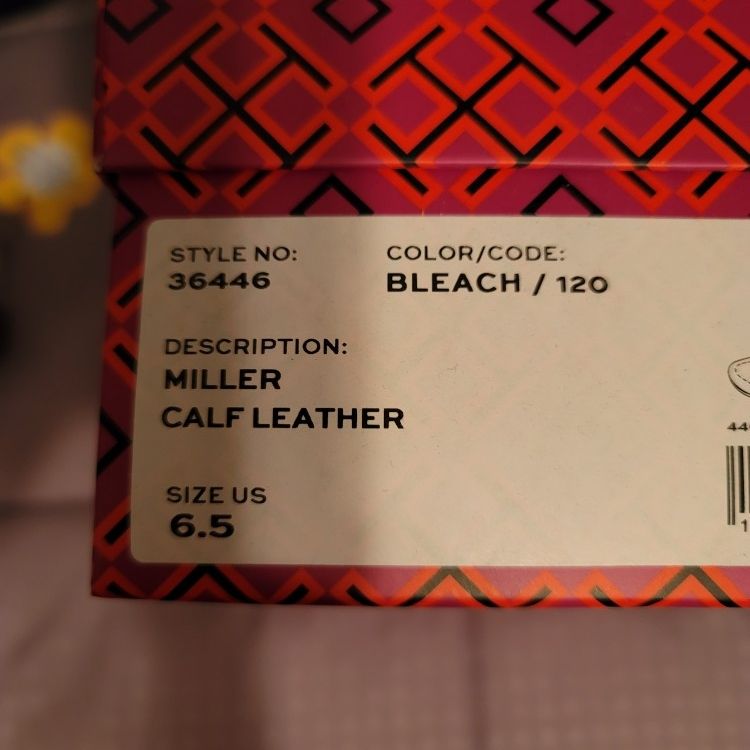 STYLE NO:
36446
COLOR/CODE:
BLEACH / 120
DESCRIPTION:
MILLER
CALF LEATHER
SIZE US
6.5